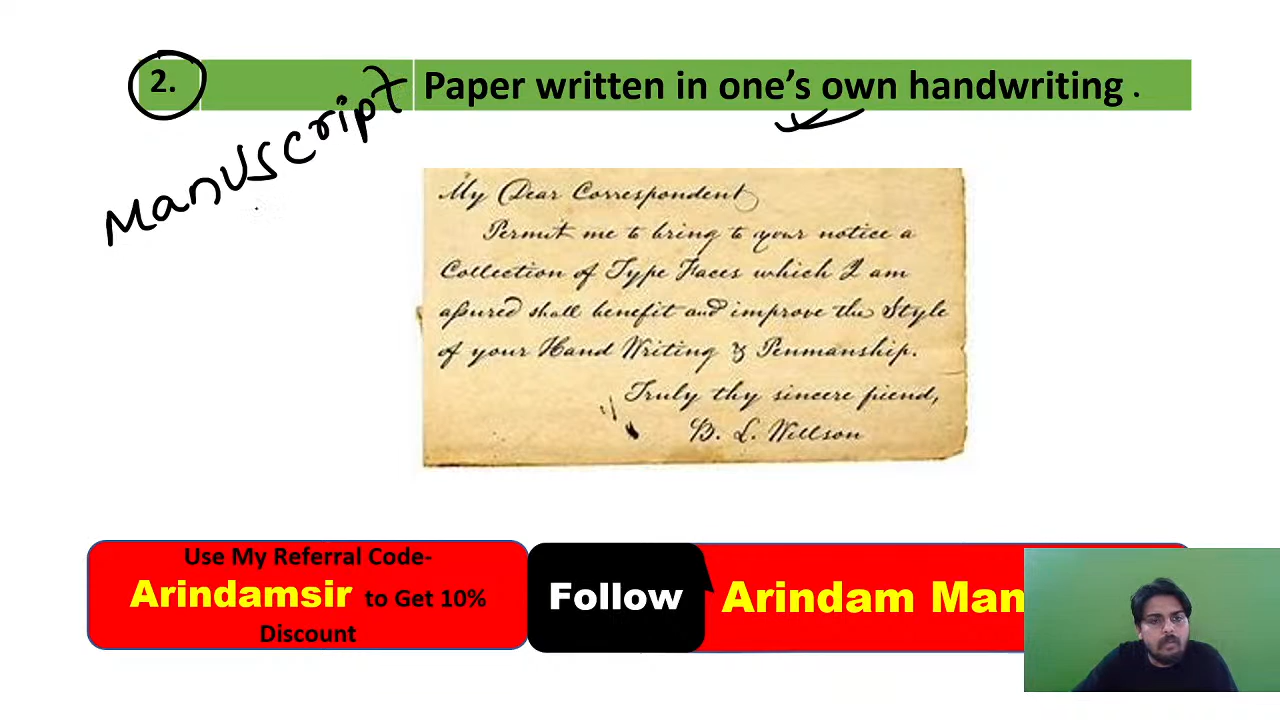 2. Paper written in one's own handwriting .
Manuscript
My Dear Correspondent
Permit me to bring to your notice a
Collection of Type Faces which I am
aſsured shall benefit and improve the Style
of your Hand Writing & Penmanship.
Truly thy sincere friend,
B. L. Willson
Use My Referral Code-
Arindamsir to Get 10%
Discount
Follow
Arindam Man